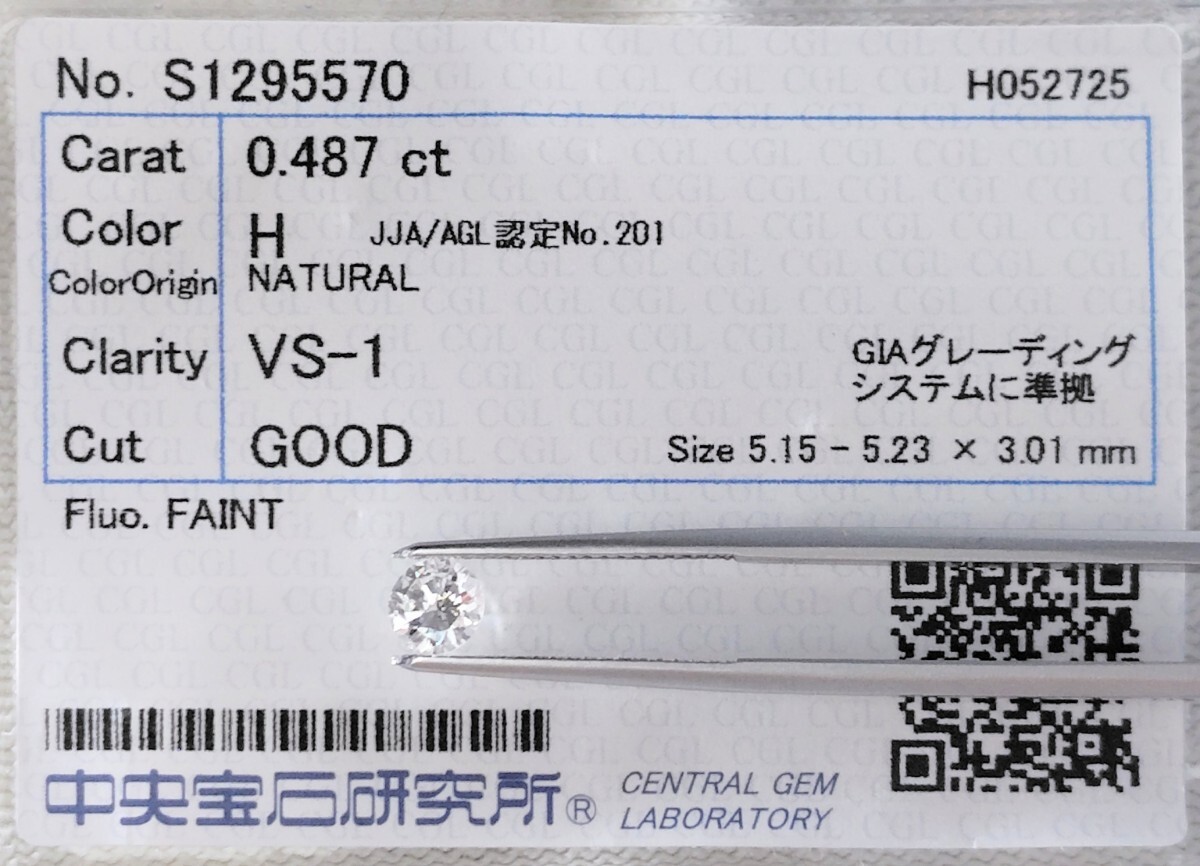 No. S1295570 H052725
Carat 0.487 ct
Color H JJA/AGL認定No.201
ColorOrigin NATURAL
Clarity VS-1 GIAグレーディング
システムに準拠
Cut GOOD Size 5.15 - 5.23 × 3.01 mm
Fluo. FAINT
中央宝石研究所® CENTRAL GEM
LABORATORY